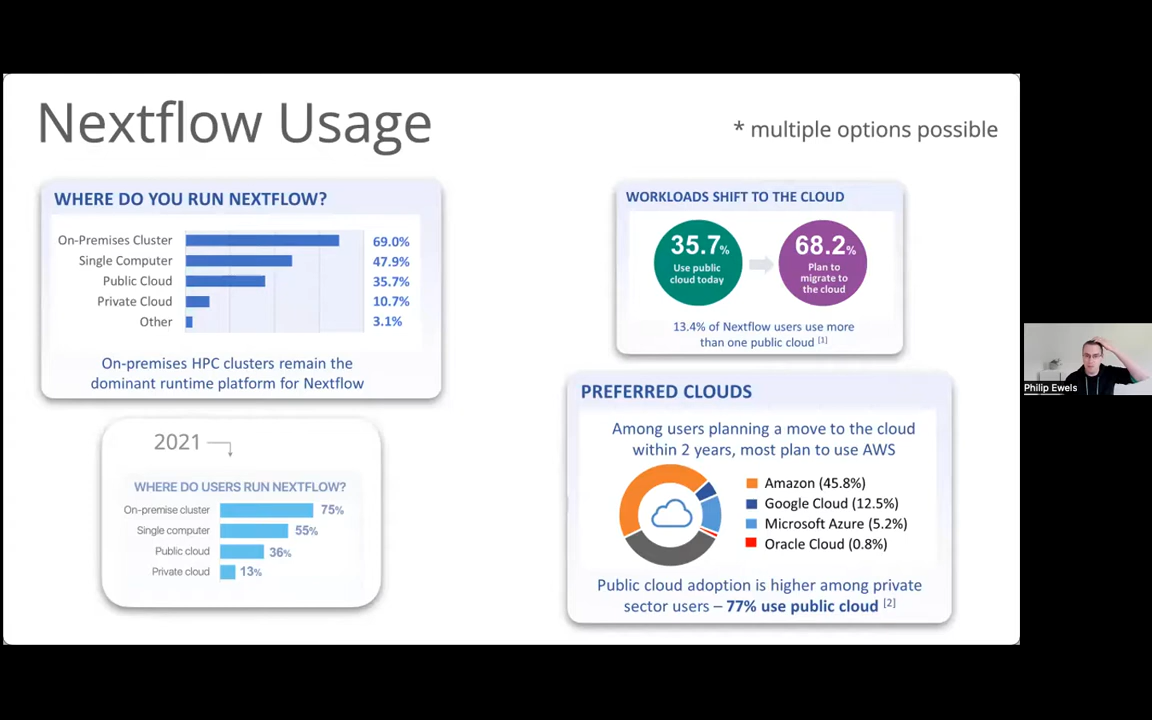 Nextflow Usage
* multiple options possible
WHERE DO YOU RUN NEXTFLOW?
On-Premises Cluster 69.0%
Single Computer 47.9%
Public Cloud 35.7%
Private Cloud 10.7%
Other 3.1%
On-premises HPC clusters remain the
dominant runtime platform for Nextflow
2021
WHERE DO USERS RUN NEXTFLOW?
On-premise cluster 75%
Single computer 55%
Public cloud 36%
Private cloud 13%
WORKLOADS SHIFT TO THE CLOUD
35.7%
Use public
cloud today
68.2%
Plan to
migrate to
the cloud
13.4% of Nextflow users use more
than one public cloud [1]
PREFERRED CLOUDS
Among users planning a move to the cloud
within 2 years, most plan to use AWS
Amazon (45.8%)
Google Cloud (12.5%)
Microsoft Azure (5.2%)
Oracle Cloud (0.8%)
Public cloud adoption is higher among private
sector users – 77% use public cloud [2]
Philip Ewels